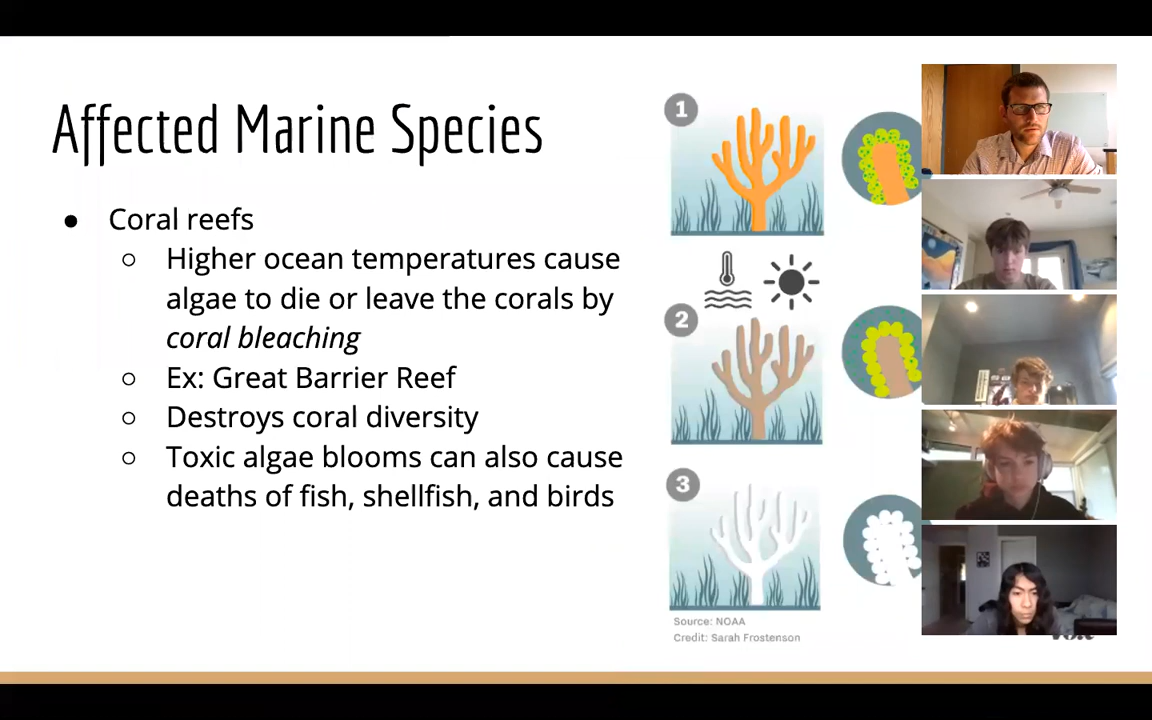 Affected Marine Species
● Coral reefs
○ Higher ocean temperatures cause
algae to die or leave the corals by
coral bleaching
○ Ex: Great Barrier Reef
○ Destroys coral diversity
○ Toxic algae blooms can also cause
deaths of fish, shellfish, and birds
1
2
3
Source: NOAA
Credit: Sarah Frostenson